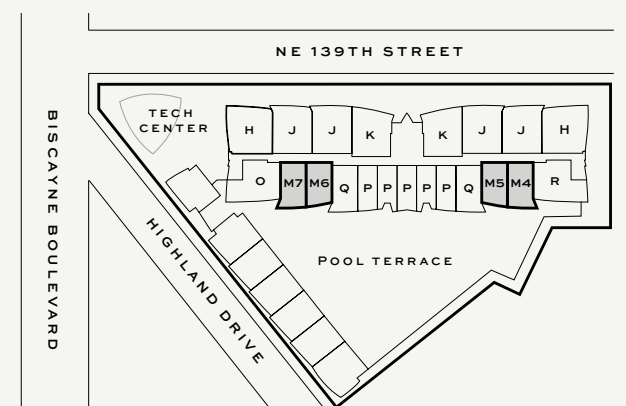 NE 139TH STREET
BISCAYNE BOULEVARD
TECH
CENTER
H J J K K J J H
O M7 M6 Q P P P P P Q M5 M4 R
HIGHLAND DRIVE
POOL TERRACE